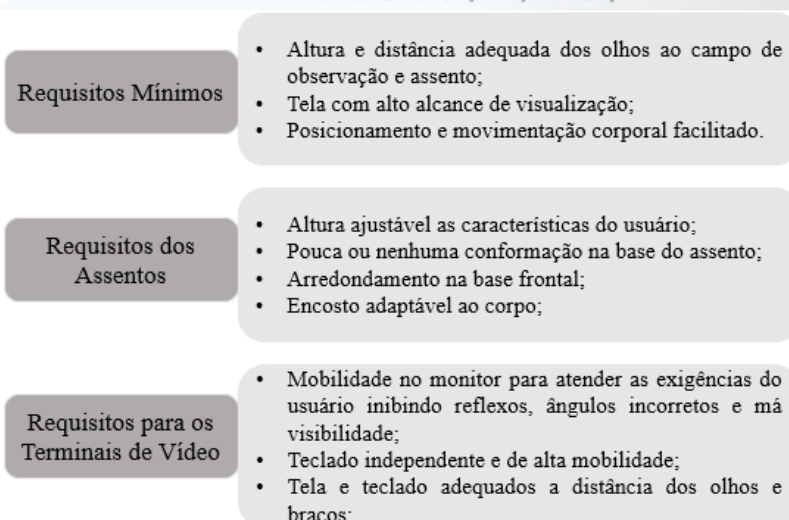 Requisitos Mínimos
• Altura e distância adequada dos olhos ao campo de
observação e assento;
• Tela com alto alcance de visualização;
• Posicionamento e movimentação corporal facilitado.
Requisitos dos
Assentos
• Altura ajustável as características do usuário;
• Pouca ou nenhuma conformação na base do assento;
• Arredondamento na base frontal;
• Encosto adaptável ao corpo;
Requisitos para os
Terminais de Vídeo
• Mobilidade no monitor para atender as exigências do
usuário inibindo reflexos, ângulos incorretos e má
visibilidade;
• Teclado independente e de alta mobilidade;
• Tela e teclado adequados a distância dos olhos e
braços;